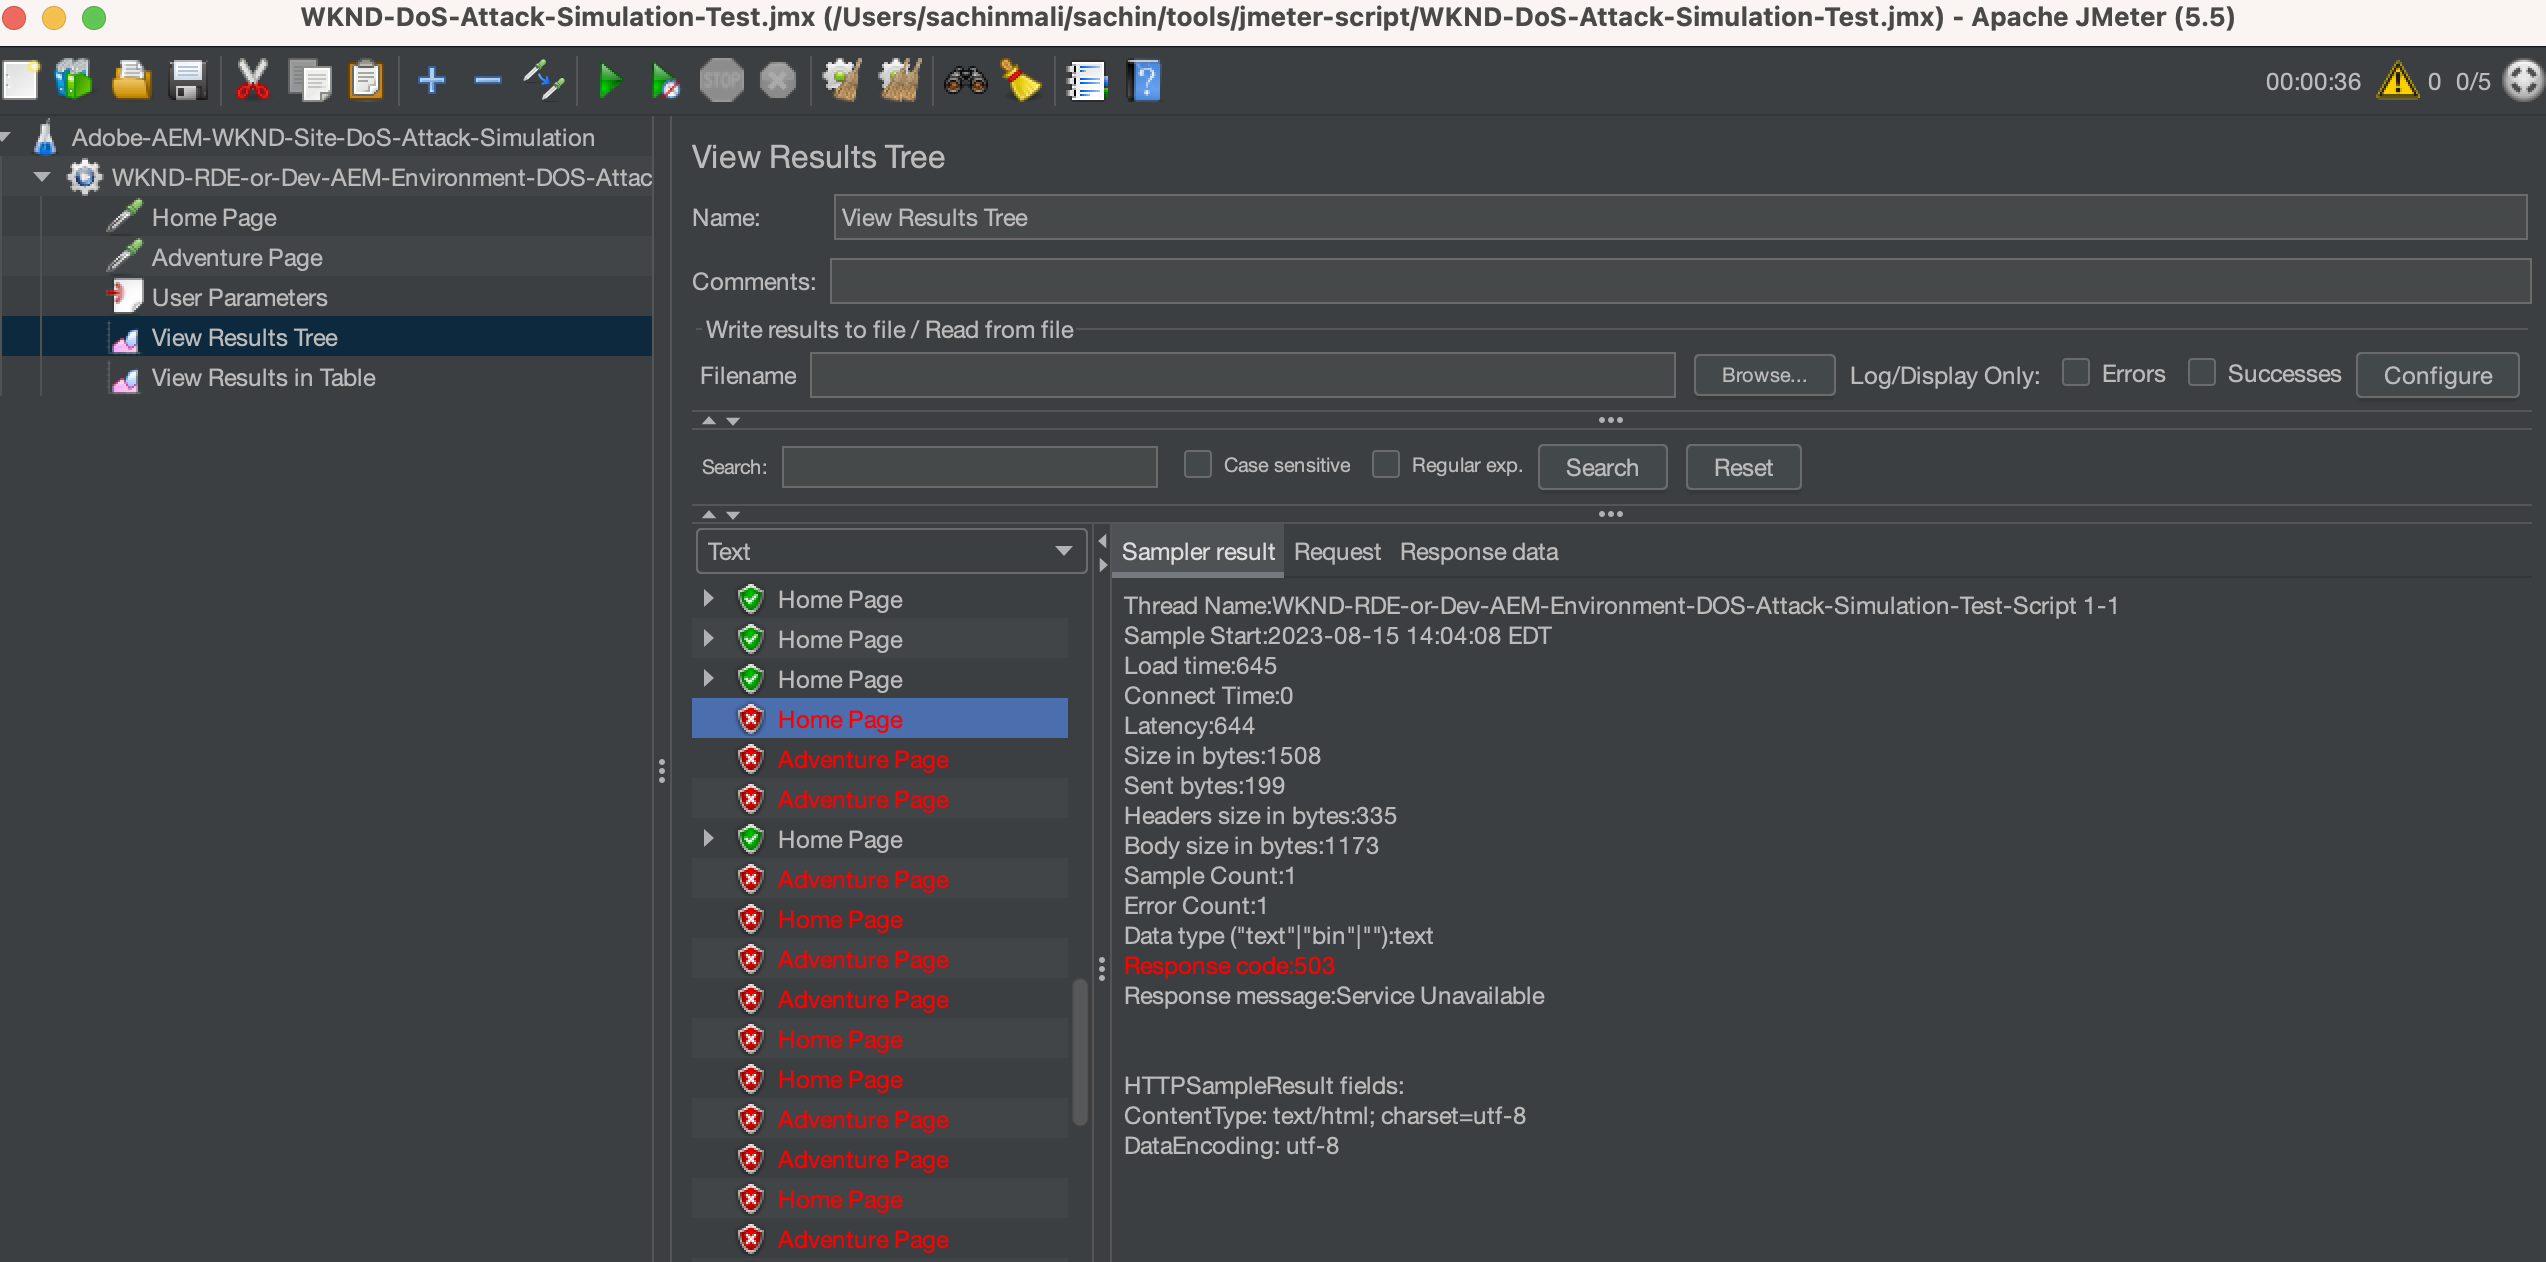 WKND-DoS-Attack-Simulation-Test.jmx (/Users/sachinmali/sachin/tools/jmeter-script/WKND-DoS-Attack-Simulation-Test.jmx) - Apache JMeter (5.5)
STOP
?
00:00:36 0 0/5
Adobe-AEM-WKND-Site-DoS-Attack-Simulation
WKND-RDE-or-Dev-AEM-Environment-DOS-Attac
Home Page
Adventure Page
User Parameters
View Results Tree
View Results in Table
View Results Tree
Name: View Results Tree
Comments:
Write results to file / Read from file
Filename Browse... Log/Display Only: Errors Successes Configure
Search: Case sensitive Regular exp. Search Reset
Text
Home Page
Home Page
Home Page
Home Page
Adventure Page
Adventure Page
Home Page
Adventure Page
Home Page
Adventure Page
Adventure Page
Home Page
Home Page
Adventure Page
Adventure Page
Home Page
Adventure Page
Sampler result Request Response data
Thread Name:WKND-RDE-or-Dev-AEM-Environment-DOS-Attack-Simulation-Test-Script 1-1
Sample Start:2023-08-15 14:04:08 EDT
Load time:645
Connect Time:0
Latency:644
Size in bytes:1508
Sent bytes:199
Headers size in bytes:335
Body size in bytes:1173
Sample Count:1
Error Count:1
Data type ("text"|"bin"|""):text
Response code:503
Response message:Service Unavailable
HTTPSampleResult fields:
ContentType: text/html; charset=utf-8
DataEncoding: utf-8